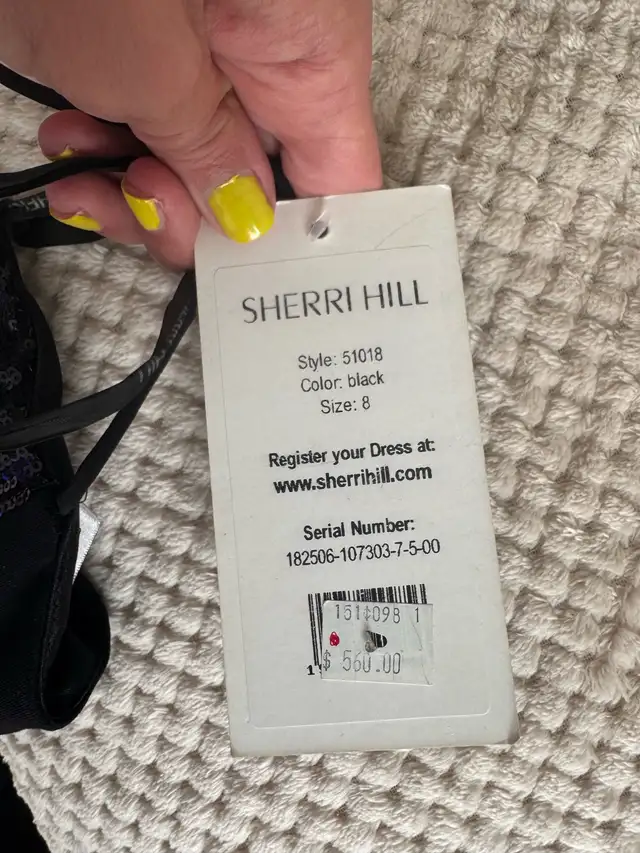 SHERRI HILL
Style: 51018
Color: black
Size: 8
Register your Dress at:
www.sherrihill.com
Serial Number:
182506-107303-7-5-00
1
$ 560.00